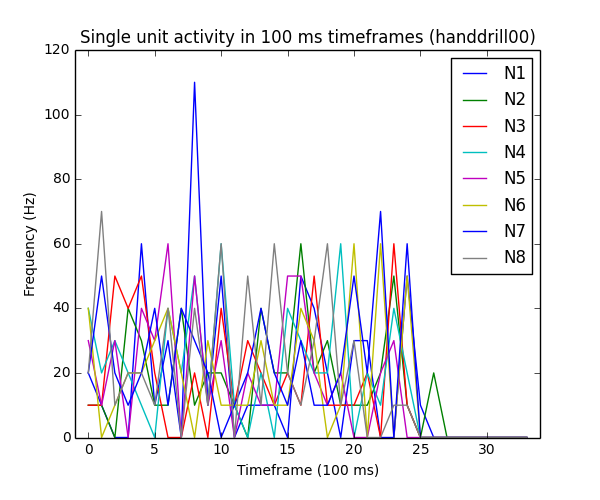 Single unit activity in 100 ms timeframes (handdrill00)
120
100
80
60
40
20
0
Frequency (Hz)
N1
N2
N3
N4
N5
N6
N7
N8
0 5 10 15 20 25 30
Timeframe (100 ms)